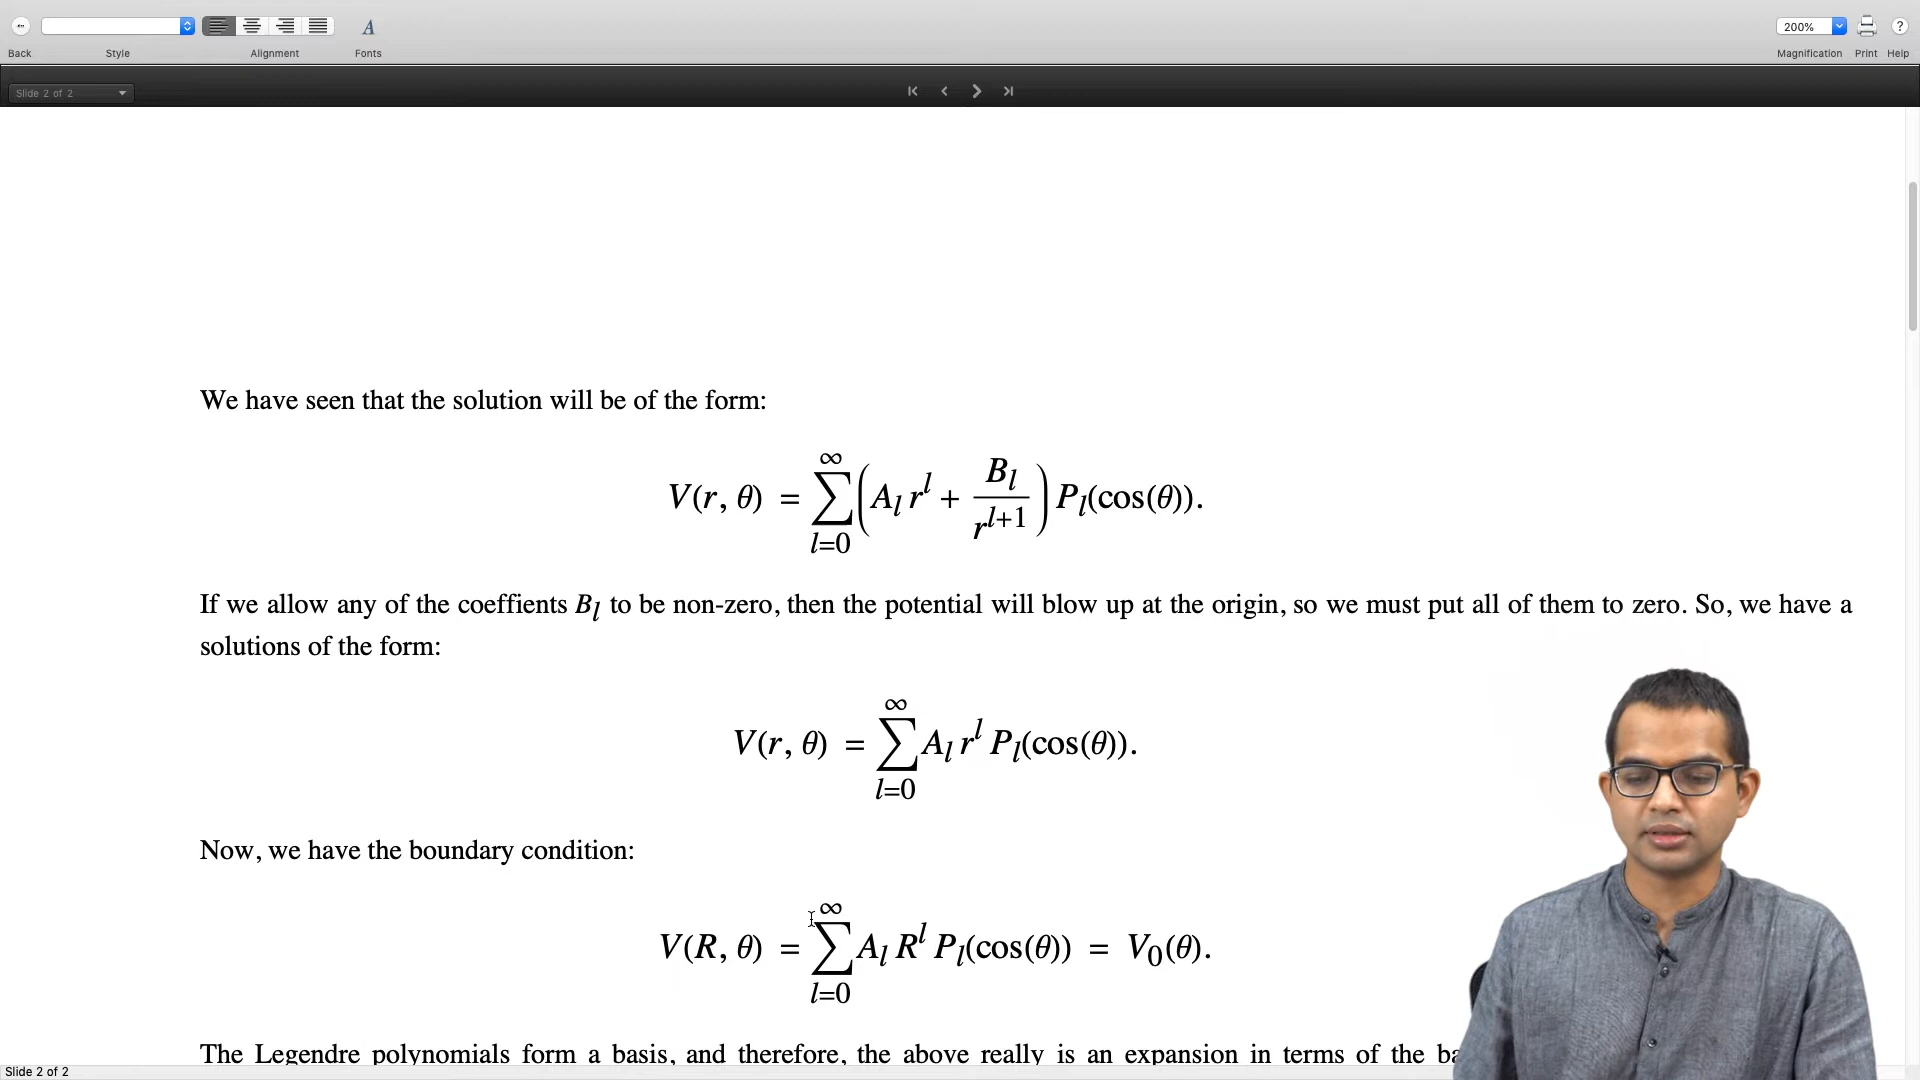 200%
Back Style Alignment Fonts Magnification Print Help
Slide 2 of 2
We have seen that the solution will be of the form:
V(r, θ) = ∑_{l=0}^{∞} (A_l r^l + B_l / r^{l+1}) P_l(cos(θ)).
If we allow any of the coeffients B_l to be non-zero, then the potential will blow up at the origin, so we must put all of them to zero. So, we have a
solutions of the form:
V(r, θ) = ∑_{l=0}^{∞} A_l r^l P_l(cos(θ)).
Now, we have the boundary condition:
V(R, θ) = ∑_{l=0}^{∞} A_l R^l P_l(cos(θ)) = V_0(θ).
The Legendre polynomials form a basis, and therefore, the above really is an expansion in terms of the
Slide 2 of 2